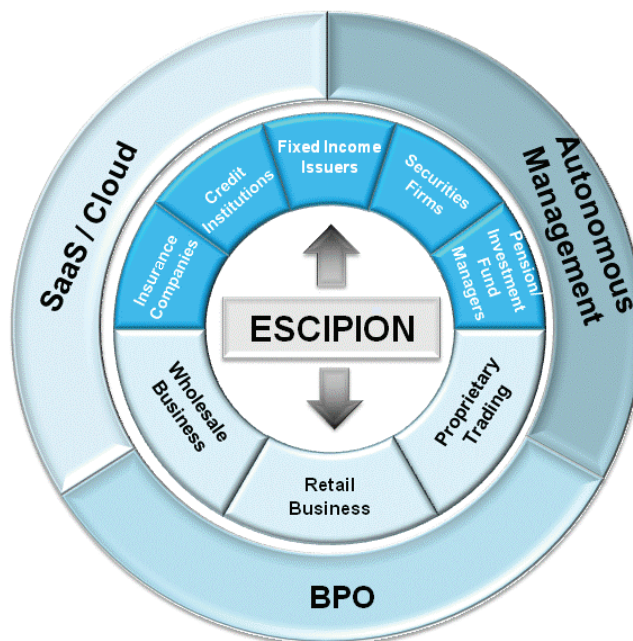 SaaS / Cloud
Autonomous
Management
BPO
Insurance
Companies
Credit
Institutions
Fixed Income
Issuers
Securities
Firms
Pension/
Investment
Fund
Managers
ESCIPION
Wholesale
Business
Retail
Business
Proprietary
Trading